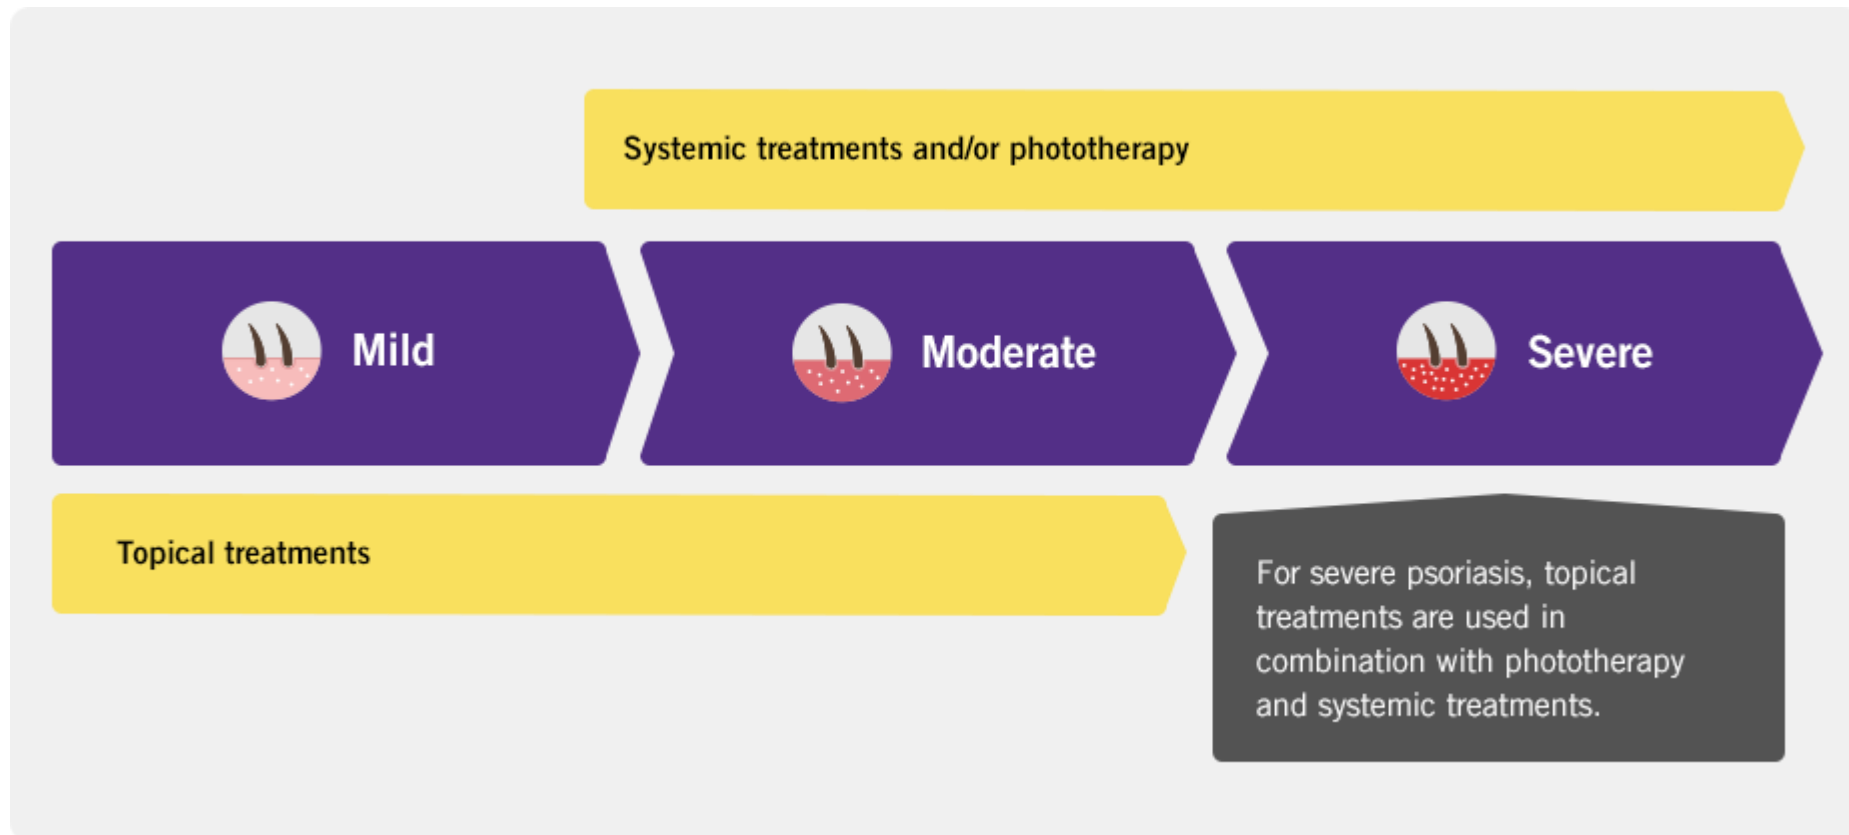 Systemic treatments and/or phototherapy
Mild
Moderate
Severe
Topical treatments
For severe psoriasis, topical
treatments are used in
combination with phototherapy
and systemic treatments.